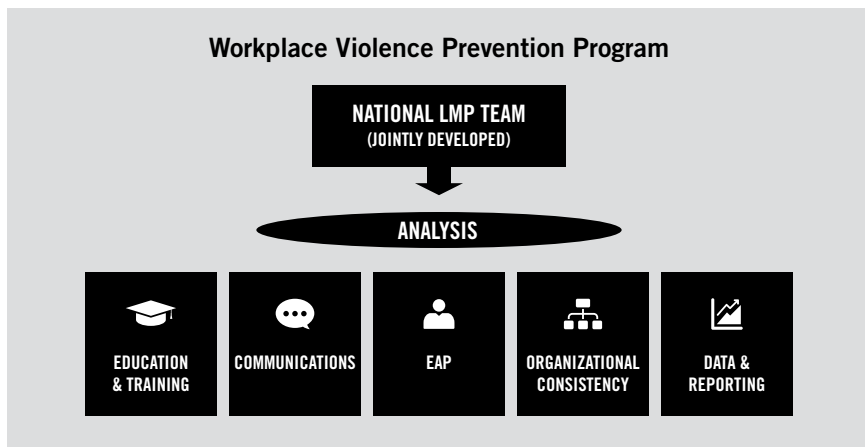 Workplace Violence Prevention Program
NATIONAL LMP TEAM
(JOINTLY DEVELOPED)
ANALYSIS
EDUCATION
& TRAINING
COMMUNICATIONS
EAP
ORGANIZATIONAL
CONSISTENCY
DATA &
REPORTING